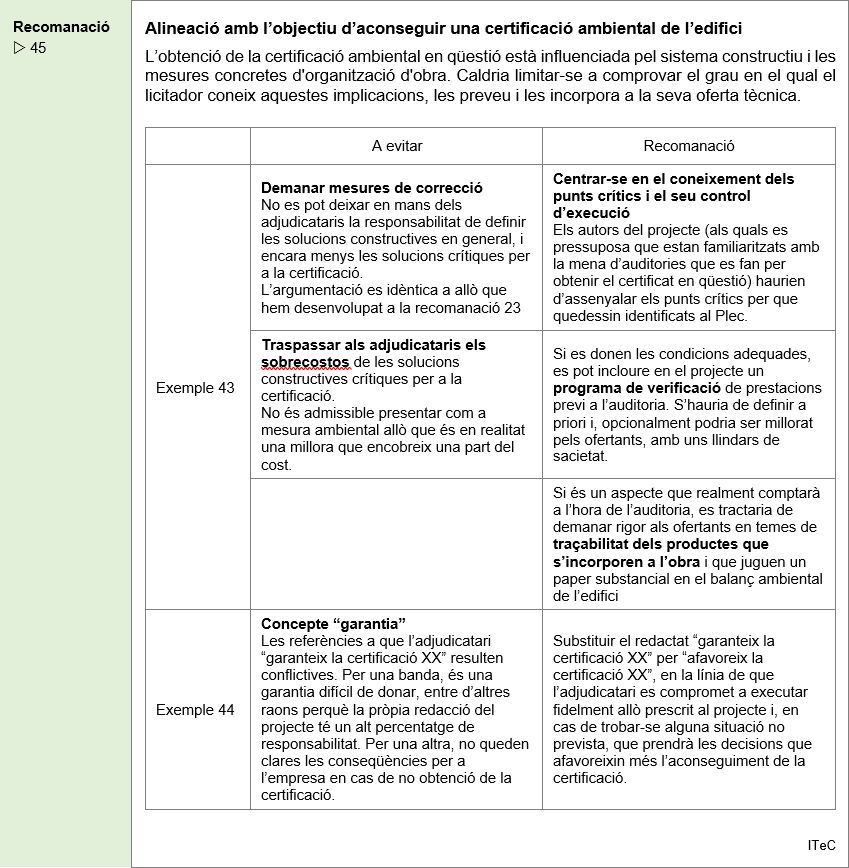 Recomanació
▷ 45
Alineació amb l’objectiu d’aconseguir una certificació ambiental de l’edifici
L’obtenció de la certificació ambiental en qüestió està influenciada pel sistema constructiu i les
mesures concretes d'organització d'obra. Caldria limitar-se a comprovar el grau en el qual el
licitador coneix aquestes implicacions, les preveu i les incorpora a la seva oferta tècnica.
A evitar
Recomanació
Exemple 43
Demanar mesures de correcció
No es pot deixar en mans dels
adjudicataris la responsabilitat de definir
les solucions constructives en general, i
encara menys les solucions crítiques per
a la certificació.
L’argumentació es idèntica a allò que
hem desenvolupat a la recomanació 23
Centrar-se en el coneixement dels
punts crítics i el seu control
d’execució
Els autors del projecte (als quals es
pressuposa que estan familiaritzats amb
la mena d’auditories que es fan per
obtenir el certificat en qüestió) haurien
d’assenyalar els punts crítics per que
quedessin identificats al Plec.
Traspassar als adjudicataris els
sobrecostos de les solucions
constructives crítiques per a la
certificació.
No és admissible presentar com a
mesura ambiental allò que és en realitat
una millora que encobreix una part del
cost.
Si es donen les condicions adequades,
es pot incloure en el projecte un
programa de verificació de prestacions
previ a l’auditoria. S’hauria de definir a
priori i, opcionalment podria ser millorat
pels ofertants, amb uns llindars de
sacietat.
Si és un aspecte que realment comptarà
a l’hora de l’auditoria, es tractaria de
demanar rigor als ofertants en temes de
traçabilitat dels productes que
s’incorporen a l’obra i que juguen un
paper substancial en el balanç ambiental
de l’edifici
Exemple 44
Concepte “garantia”
Les referències a que l’adjudicatari
“garanteix la certificació XX” resulten
conflictives. Per una banda, és una
garantia difícil de donar, entre d’altres
raons perquè la pròpia redacció del
projecte té un alt percentatge de
responsabilitat. Per una altra, no queden
clares les conseqüències per a
l’empresa en cas de no obtenció de la
certificació.
Substituir el redactat “garanteix la
certificació XX” per “afavoreix la
certificació XX”, en la línia de que
l’adjudicatari es compromet a executar
fidelment allò prescrit al projecte i, en
cas de trobar-se alguna situació no
prevista, que prendrà les decisions que
afavoreixin més l’aconseguiment de la
certificació.
ITeC